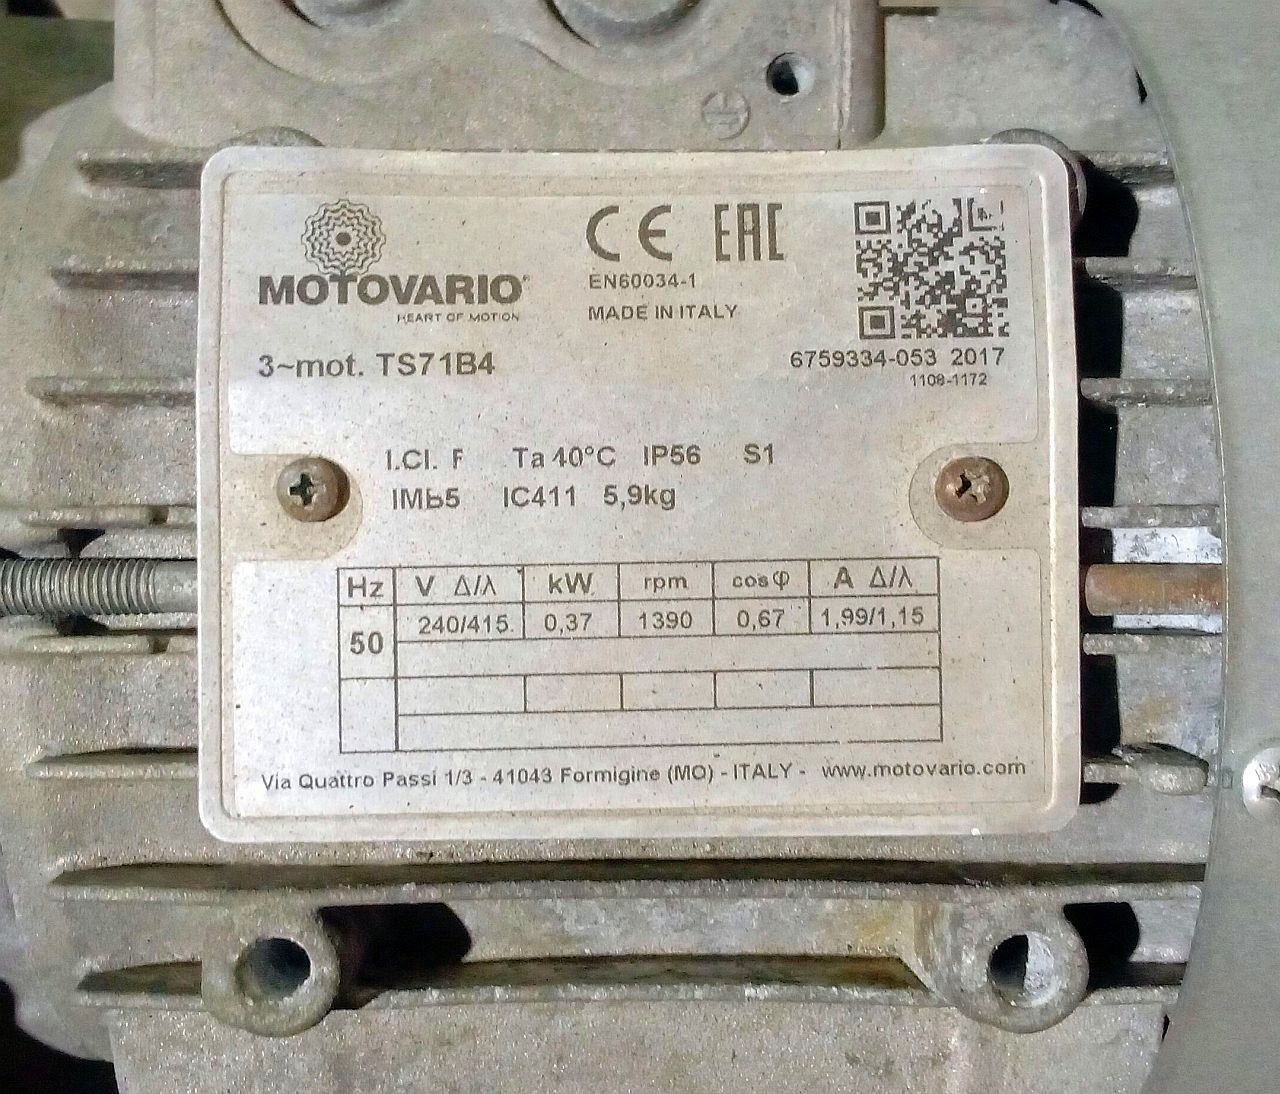 MOTOVARIO®
HEART OF MOTION
CE EAC
EN60034-1
MADE IN ITALY
3~mot. TS71B4
6759334-053 2017
1108-1172
I.Cl. F Ta 40°C IP56 S1
IMb5 IC411 5,9kg
Hz V Δ/λ kW rpm cosφ A Δ/λ
50 240/415 0,37 1390 0,67 1,99/1,15
Via Quattro Passi 1/3 - 41043 Formigine (MO) - ITALY - www.motovario.com